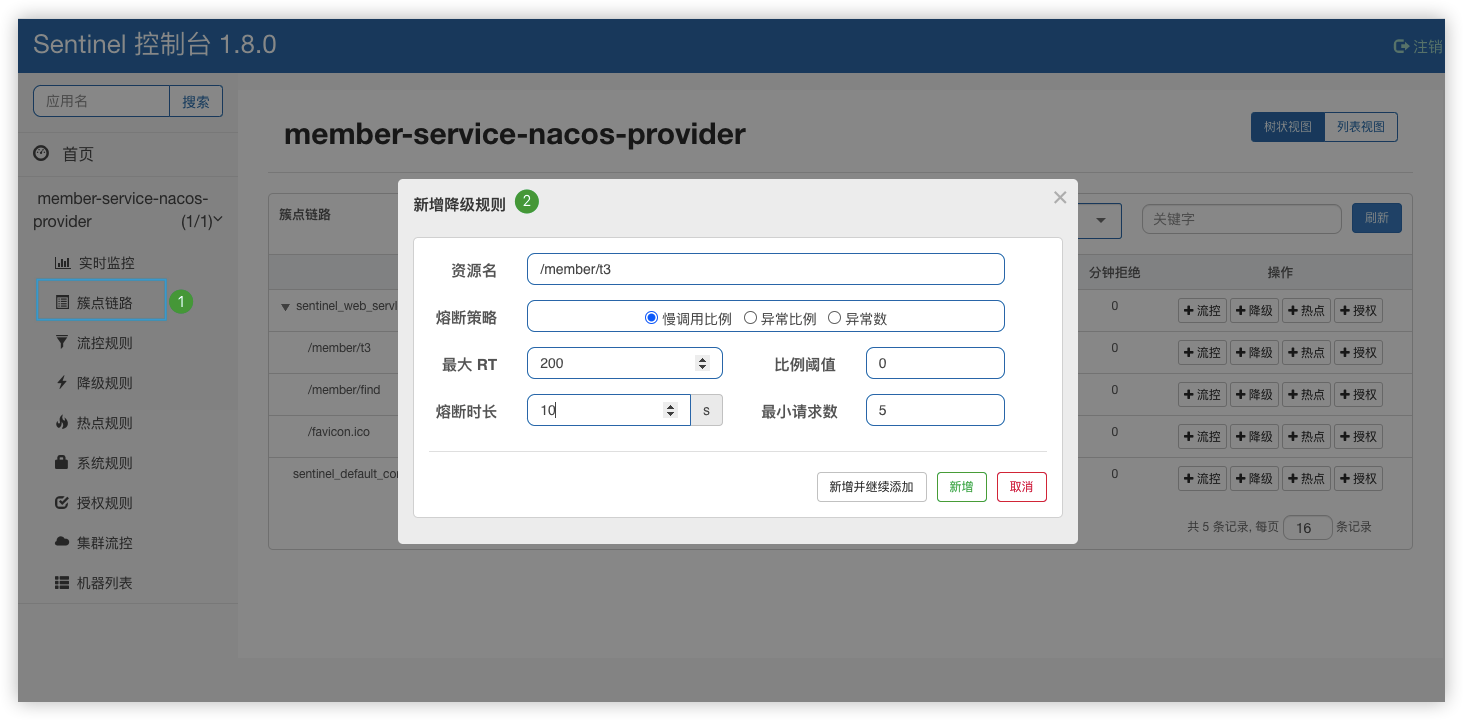 Sentinel 控制台 1.8.0
注销
应用名
搜索
首页
member-service-nacos-
provider (1/1)
实时监控
簇点链路
1
流控规则
降级规则
热点规则
系统规则
授权规则
集群流控
机器列表
member-service-nacos-provider
树状视图 列表视图
簇点链路
关键字
刷新
分钟拒绝 操作
sentinel_web_servl
0 流控 降级 热点 授权
/member/t3
0 流控 降级 热点 授权
/member/find
0 流控 降级 热点 授权
/favicon.ico
0 流控 降级 热点 授权
sentinel_default_con
0 流控 降级 热点 授权
共 5 条记录, 每页 16 条记录
新增降级规则 2
×
资源名 /member/t3
熔断策略 慢调用比例 异常比例 异常数
最大 RT 200 比例阈值 0
熔断时长 10 s 最小请求数 5
新增并继续添加 新增 取消